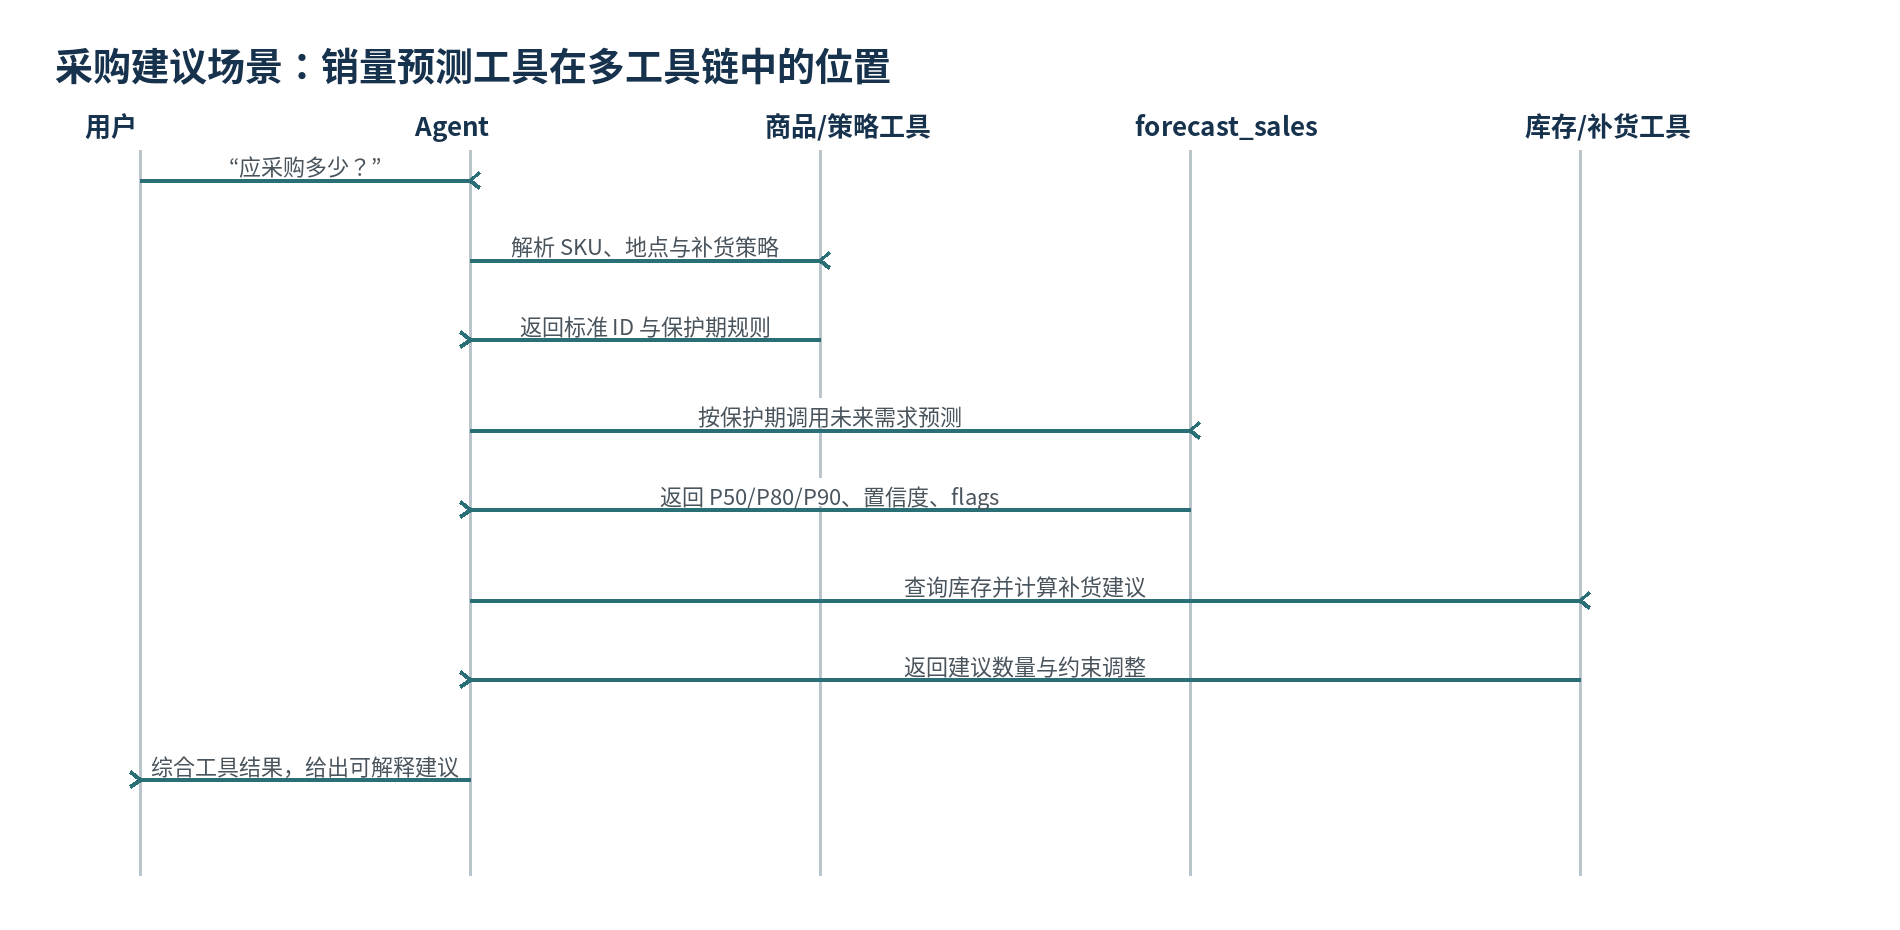 采购建议场景：销量预测工具在多工具链中的位置
用户
Agent
商品/策略工具
forecast_sales
库存/补货工具
“应采购多少？”
解析 SKU、地点与补货策略
返回标准 ID 与保护期规则
按保护期调用未来需求预测
返回 P50/P80/P90、置信度、flags
查询库存并计算补货建议
返回建议数量与约束调整
综合工具结果，给出可解释建议